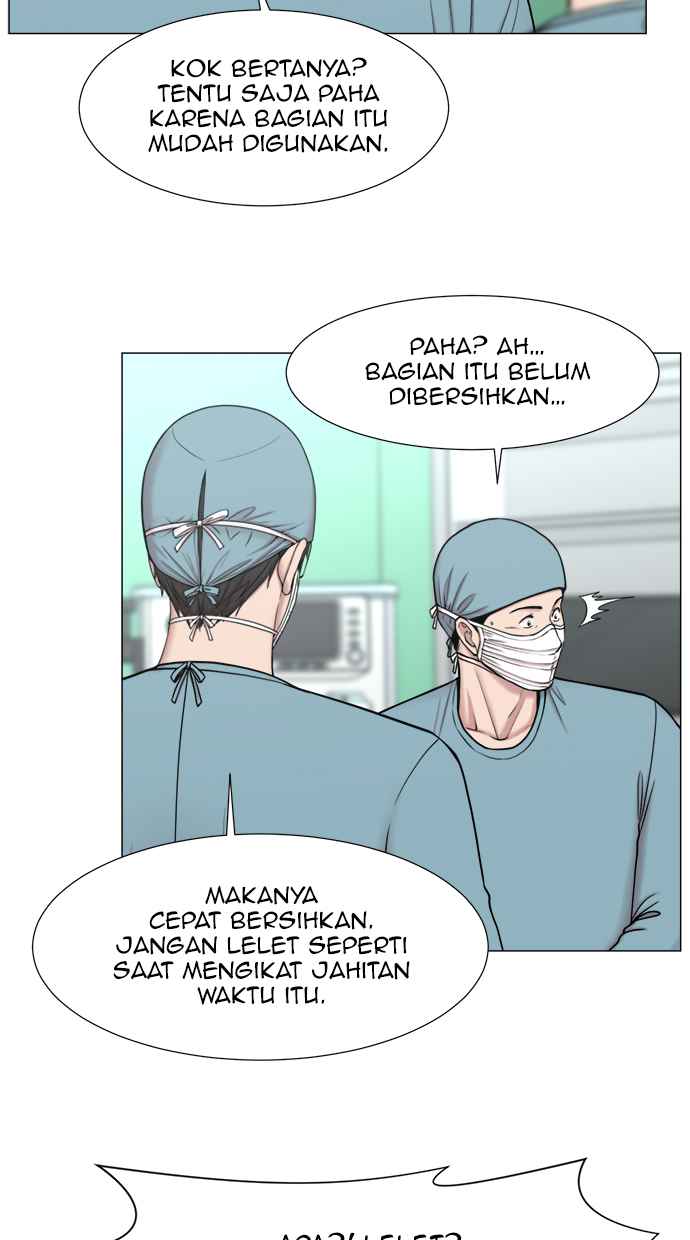 KOK BERTANYA?
TENTU SAJA PAHA
KARENA BAGIAN ITU
MUDAH DIGUNAKAN.
PAHA? AH...
BAGIAN ITU BELUM
DIBERSIHKAN...
MAKANYA
CEPAT BERSIHKAN.
JANGAN LELET SEPERTI
SAAT MENGIKAT JAHITAN
WAKTU ITU.
LELET?